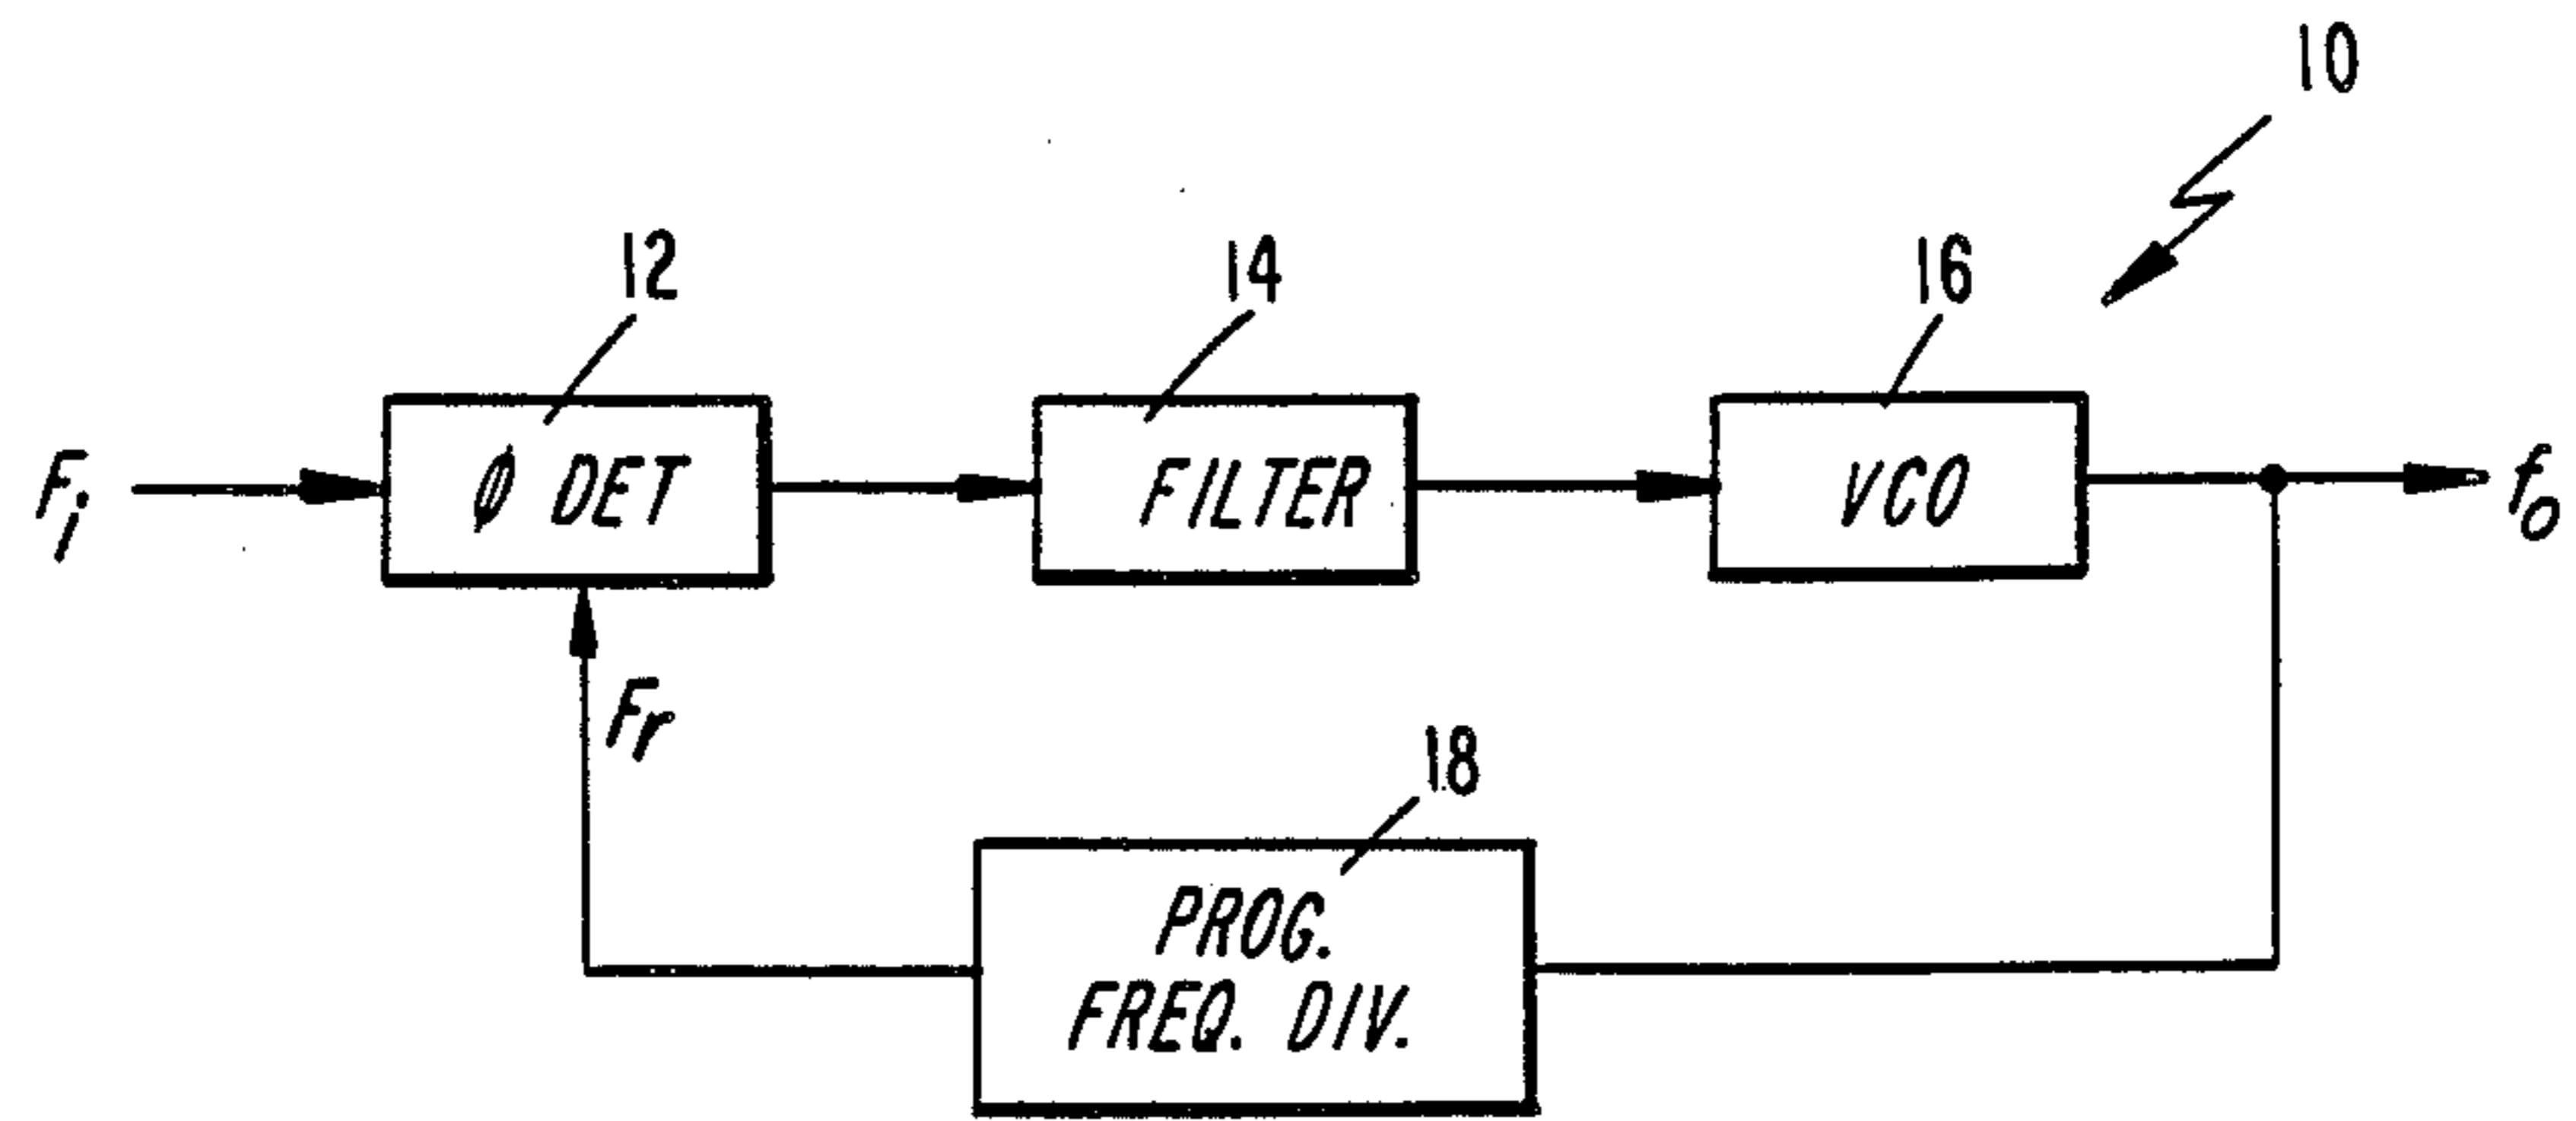 10
12
14
16
Fi
Ø DET
FILTER
VCO
fo
Fr
18
PROG.
FREQ. DIV.